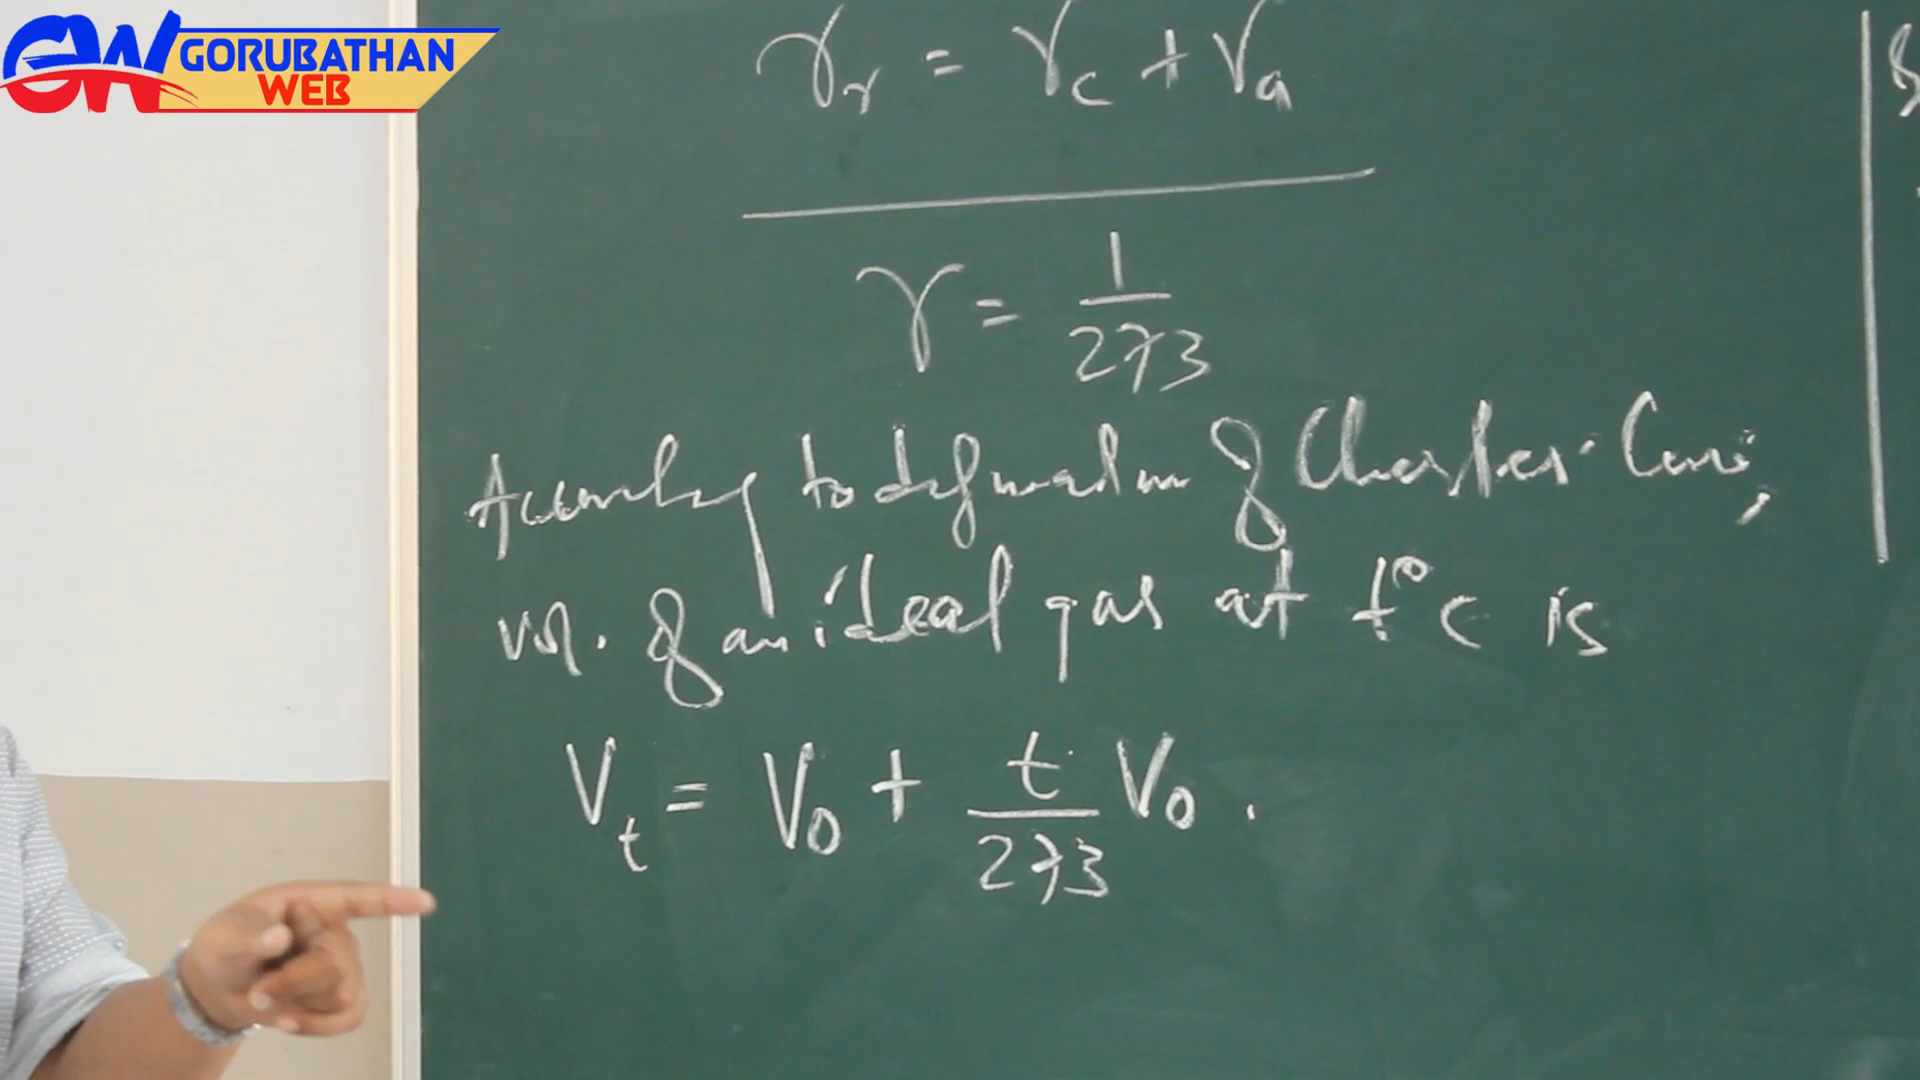 GW GORUBATHAN
WEB
γr = γc + γa
γ = 1/273
According to definition of Charles' Law,
vol. of an ideal gas at t°c is
Vt = V0 + t/273 V0.